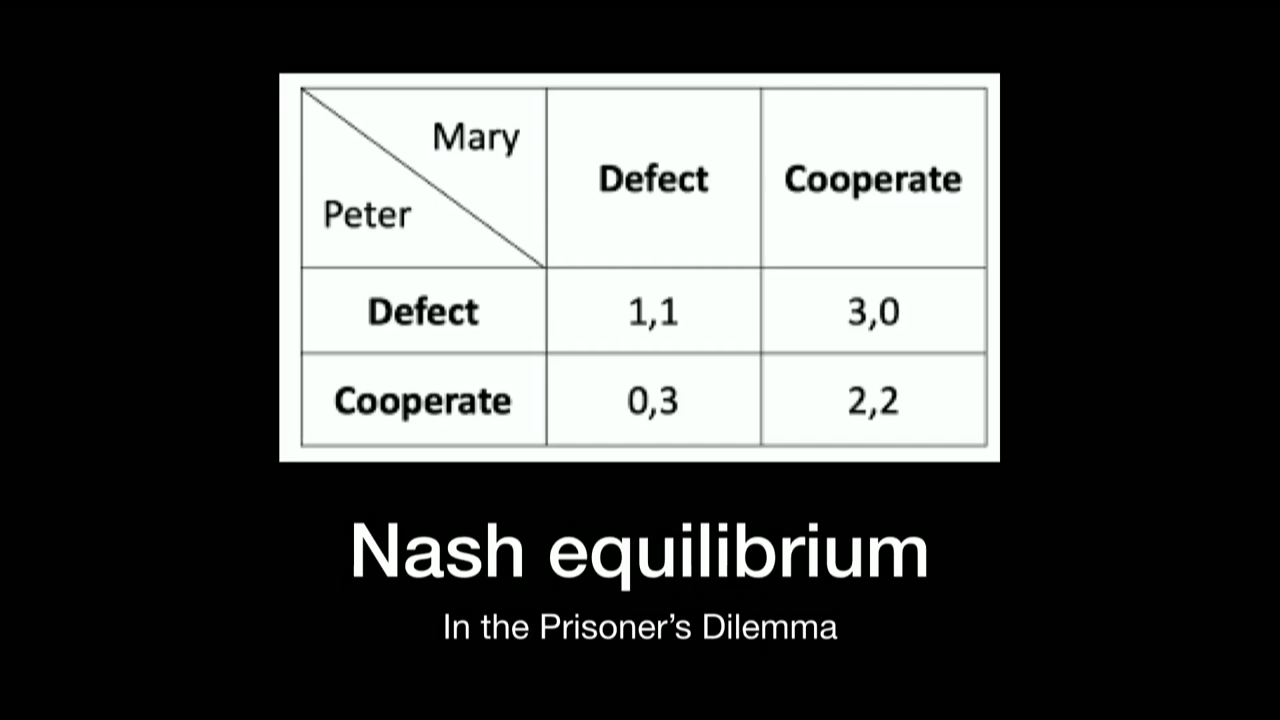 Mary
Peter
Defect Cooperate
Defect 1,1 3,0
Cooperate 0,3 2,2
Nash equilibrium
In the Prisoner’s Dilemma